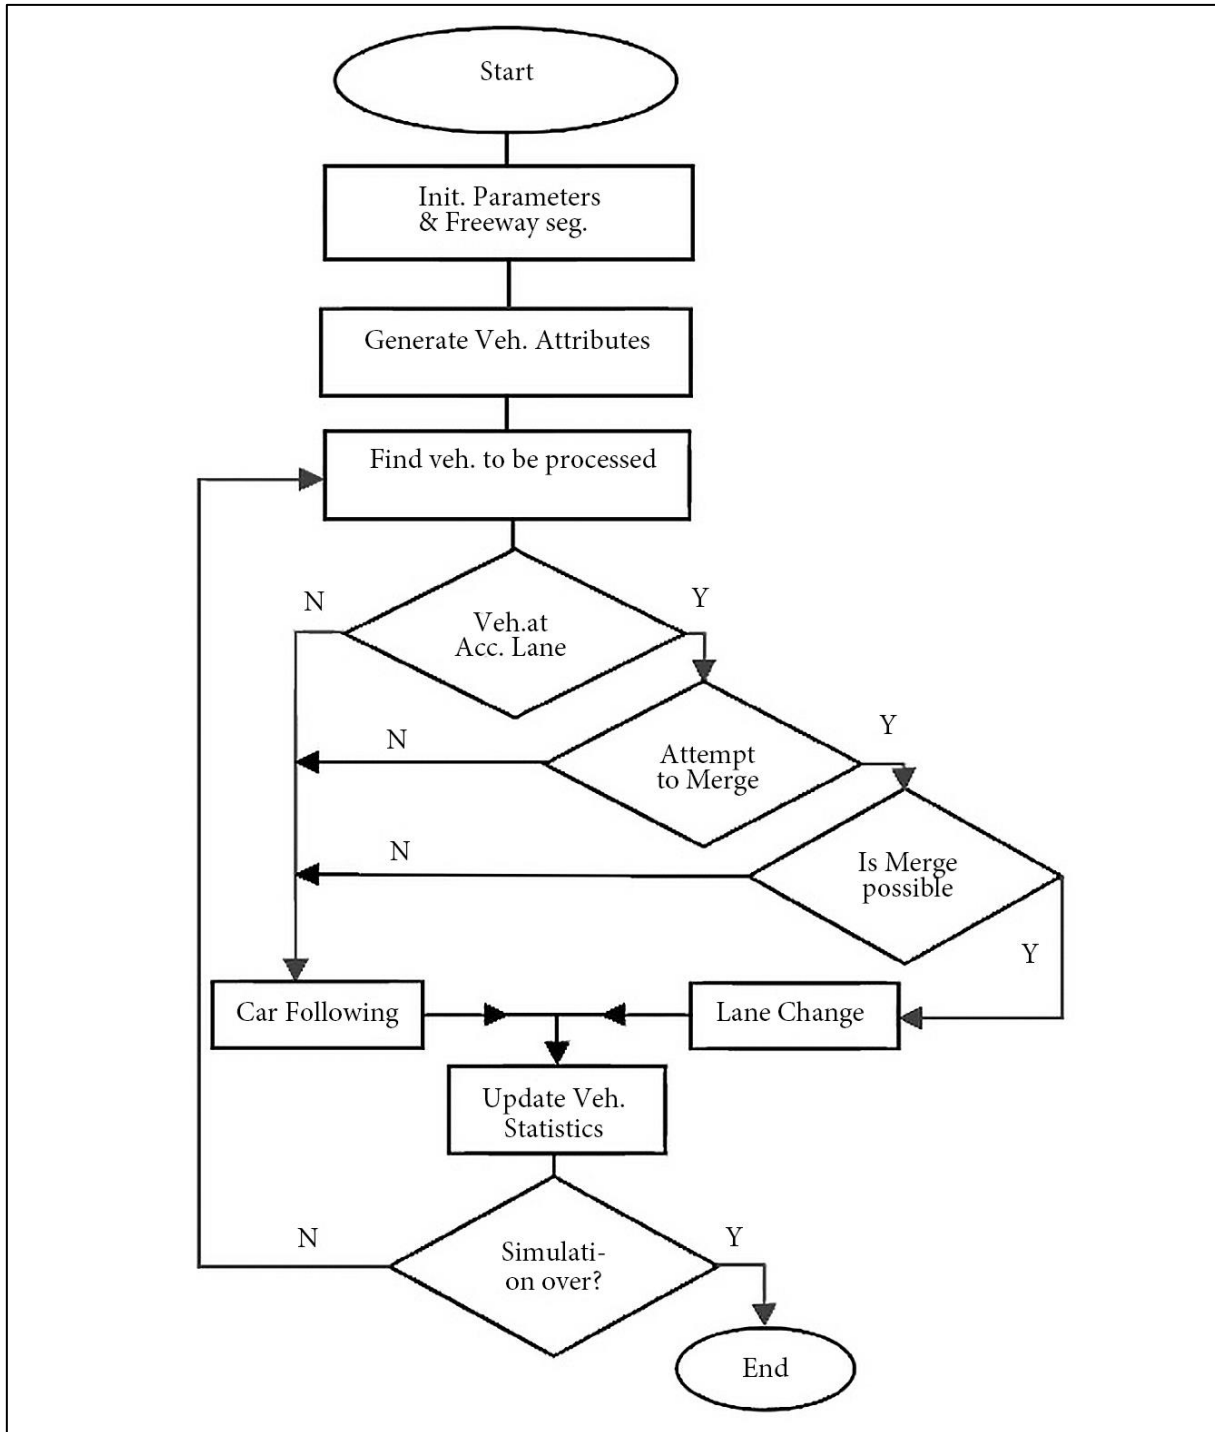 Start
Init. Parameters
& Freeway seg.
Generate Veh. Attributes
Find veh. to be processed
N
Y
Veh.at
Acc. Lane
N
Y
Attempt
to Merge
N
Is Merge
possible
Y
Car Following
Lane Change
Update Veh.
Statistics
N
Y
Simulati-
on over?
End